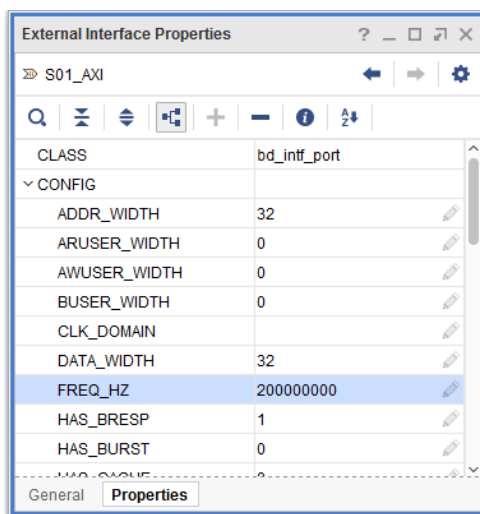 External Interface Properties
S01_AXI
CLASS bd_intf_port
CONFIG
ADDR_WIDTH 32
ARUSER_WIDTH 0
AWUSER_WIDTH 0
BUSER_WIDTH 0
CLK_DOMAIN
DATA_WIDTH 32
FREQ_HZ 200000000
HAS_BRESP 1
HAS_BURST 0
General Properties